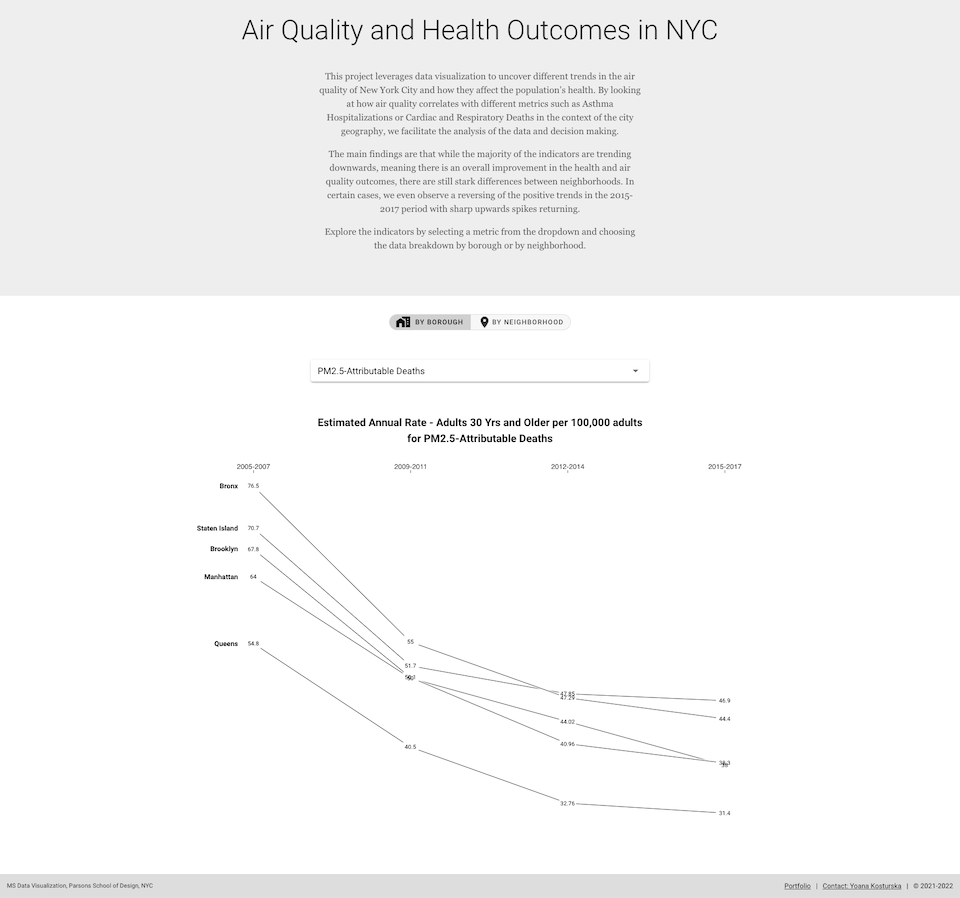 Air Quality and Health Outcomes in NYC
This project leverages data visualization to uncover different trends in the air
quality of New York City and how they affect the population's health. By looking
at how air quality correlates with different metrics such as Asthma
Hospitalizations or Cardiac and Respiratory Deaths in the context of the city
geography, we facilitate the analysis of the data and decision making.
The main findings are that while the majority of the indicators are trending
downwards, meaning there is an overall improvement in the health and air
quality outcomes, there are still stark differences between neighborhoods. In
certain cases, we even observe a reversing of the positive trends in the 2015-
2017 period with sharp upwards spikes returning.
Explore the indicators by selecting a metric from the dropdown and choosing
the data breakdown by borough or by neighborhood.
BY BOROUGH BY NEIGHBORHOOD
PM2.5-Attributable Deaths
Estimated Annual Rate - Adults 30 Yrs and Older per 100,000 adults
for PM2.5-Attributable Deaths
2005-2007 2009-2011 2012-2014 2015-2017
Bronx 76.5
Staten Island 70.7
Brooklyn 67.8
Manhattan 64
Queens 54.8
55
51.7
47.85
47.29
46.9
44.4
44.02
40.96
40.5
32.76
31.4
MS Data Visualization, Parsons School of Design, NYC
Portfolio | Contact: Yoana Kosturska | © 2021-2022